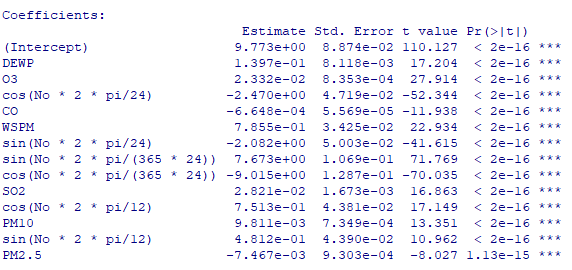 Coefficients:
Estimate Std. Error t value Pr(>|t|)
(Intercept) 9.773e+00 8.874e-02 110.127 < 2e-16 ***
DEWP 1.397e-01 8.118e-03 17.204 < 2e-16 ***
O3 2.332e-02 8.353e-04 27.914 < 2e-16 ***
cos(No * 2 * pi/24) -2.470e+00 4.719e-02 -52.344 < 2e-16 ***
CO -6.648e-04 5.569e-05 -11.938 < 2e-16 ***
WSPM 7.855e-01 3.425e-02 22.934 < 2e-16 ***
sin(No * 2 * pi/24) -2.082e+00 5.003e-02 -41.615 < 2e-16 ***
sin(No * 2 * pi/(365 * 24)) 7.673e+00 1.069e-01 71.769 < 2e-16 ***
cos(No * 2 * pi/(365 * 24)) -9.015e+00 1.287e-01 -70.035 < 2e-16 ***
SO2 2.821e-02 1.673e-03 16.863 < 2e-16 ***
cos(No * 2 * pi/12) 7.513e-01 4.381e-02 17.149 < 2e-16 ***
PM10 9.811e-03 7.349e-04 13.351 < 2e-16 ***
sin(No * 2 * pi/12) 4.812e-01 4.390e-02 10.962 < 2e-16 ***
PM2.5 -7.467e-03 9.303e-04 -8.027 1.13e-15 ***